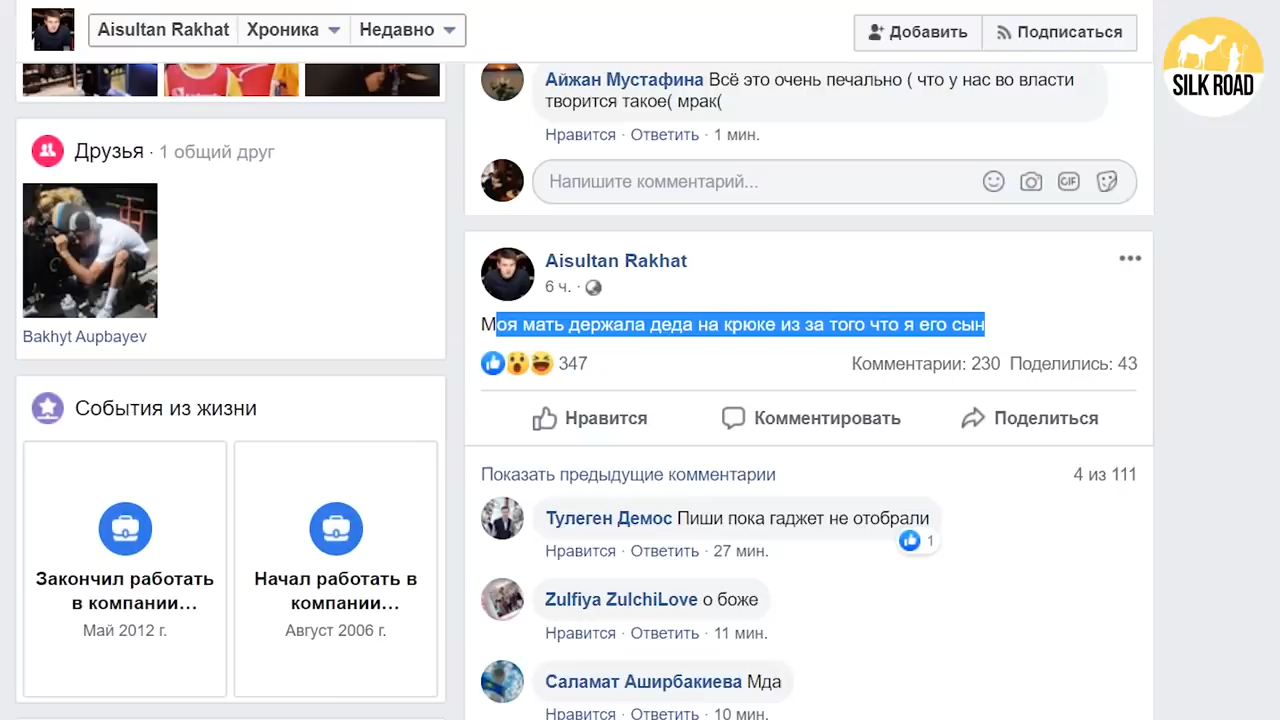 Aisultan Rakhat Хроника Недавно
Добавить Подписаться
SILK ROAD
Айжан Мустафина Всё это очень печально ( что у нас во власти
творится такое( мрак(
Нравится · Ответить · 1 мин.
Напишите комментарий...
GIF
Друзья · 1 общий друг
Bakhyt Aupbayev
События из жизни
Закончил работать
в компании...
Май 2012 г.
Начал работать в
компании...
Август 2006 г.
Aisultan Rakhat
6 ч. ·
Моя мать держала деда на крюке из за того что я его сын
347
Комментарии: 230 Поделились: 43
Нравится Комментировать Поделиться
Показать предыдущие комментарии 4 из 111
Тулеген Демос Пиши пока гаджет не отобрали
1
Нравится · Ответить · 27 мин.
Zulfiya ZulchiLove о боже
Нравится · Ответить · 11 мин.
Саламат Аширбакиева Мда
Нравится · Ответить · 10 мин.